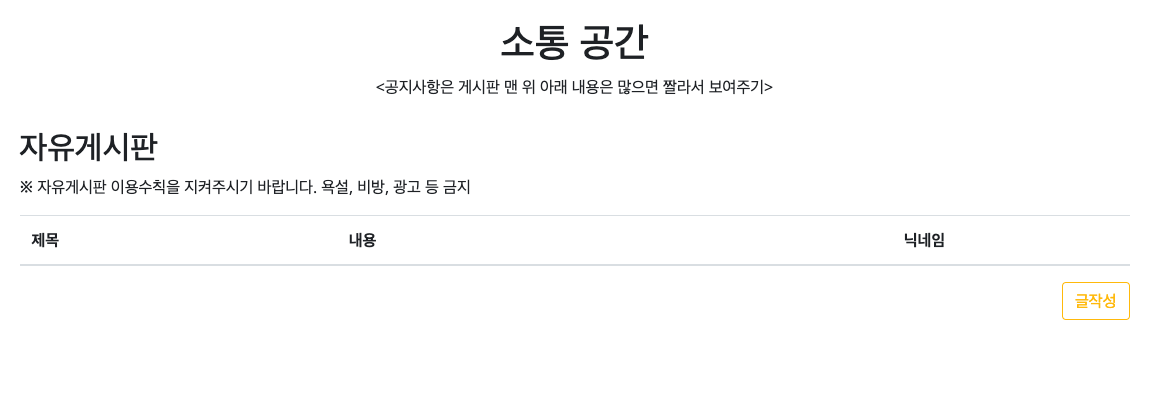 소통 공간
<공지사항은 게시판 맨 위 아래 내용은 많으면 짤라서 보여주기>
자유게시판
※ 자유게시판 이용수칙을 지켜주시기 바랍니다. 욕설, 비방, 광고 등 금지
제목 내용 닉네임
글작성